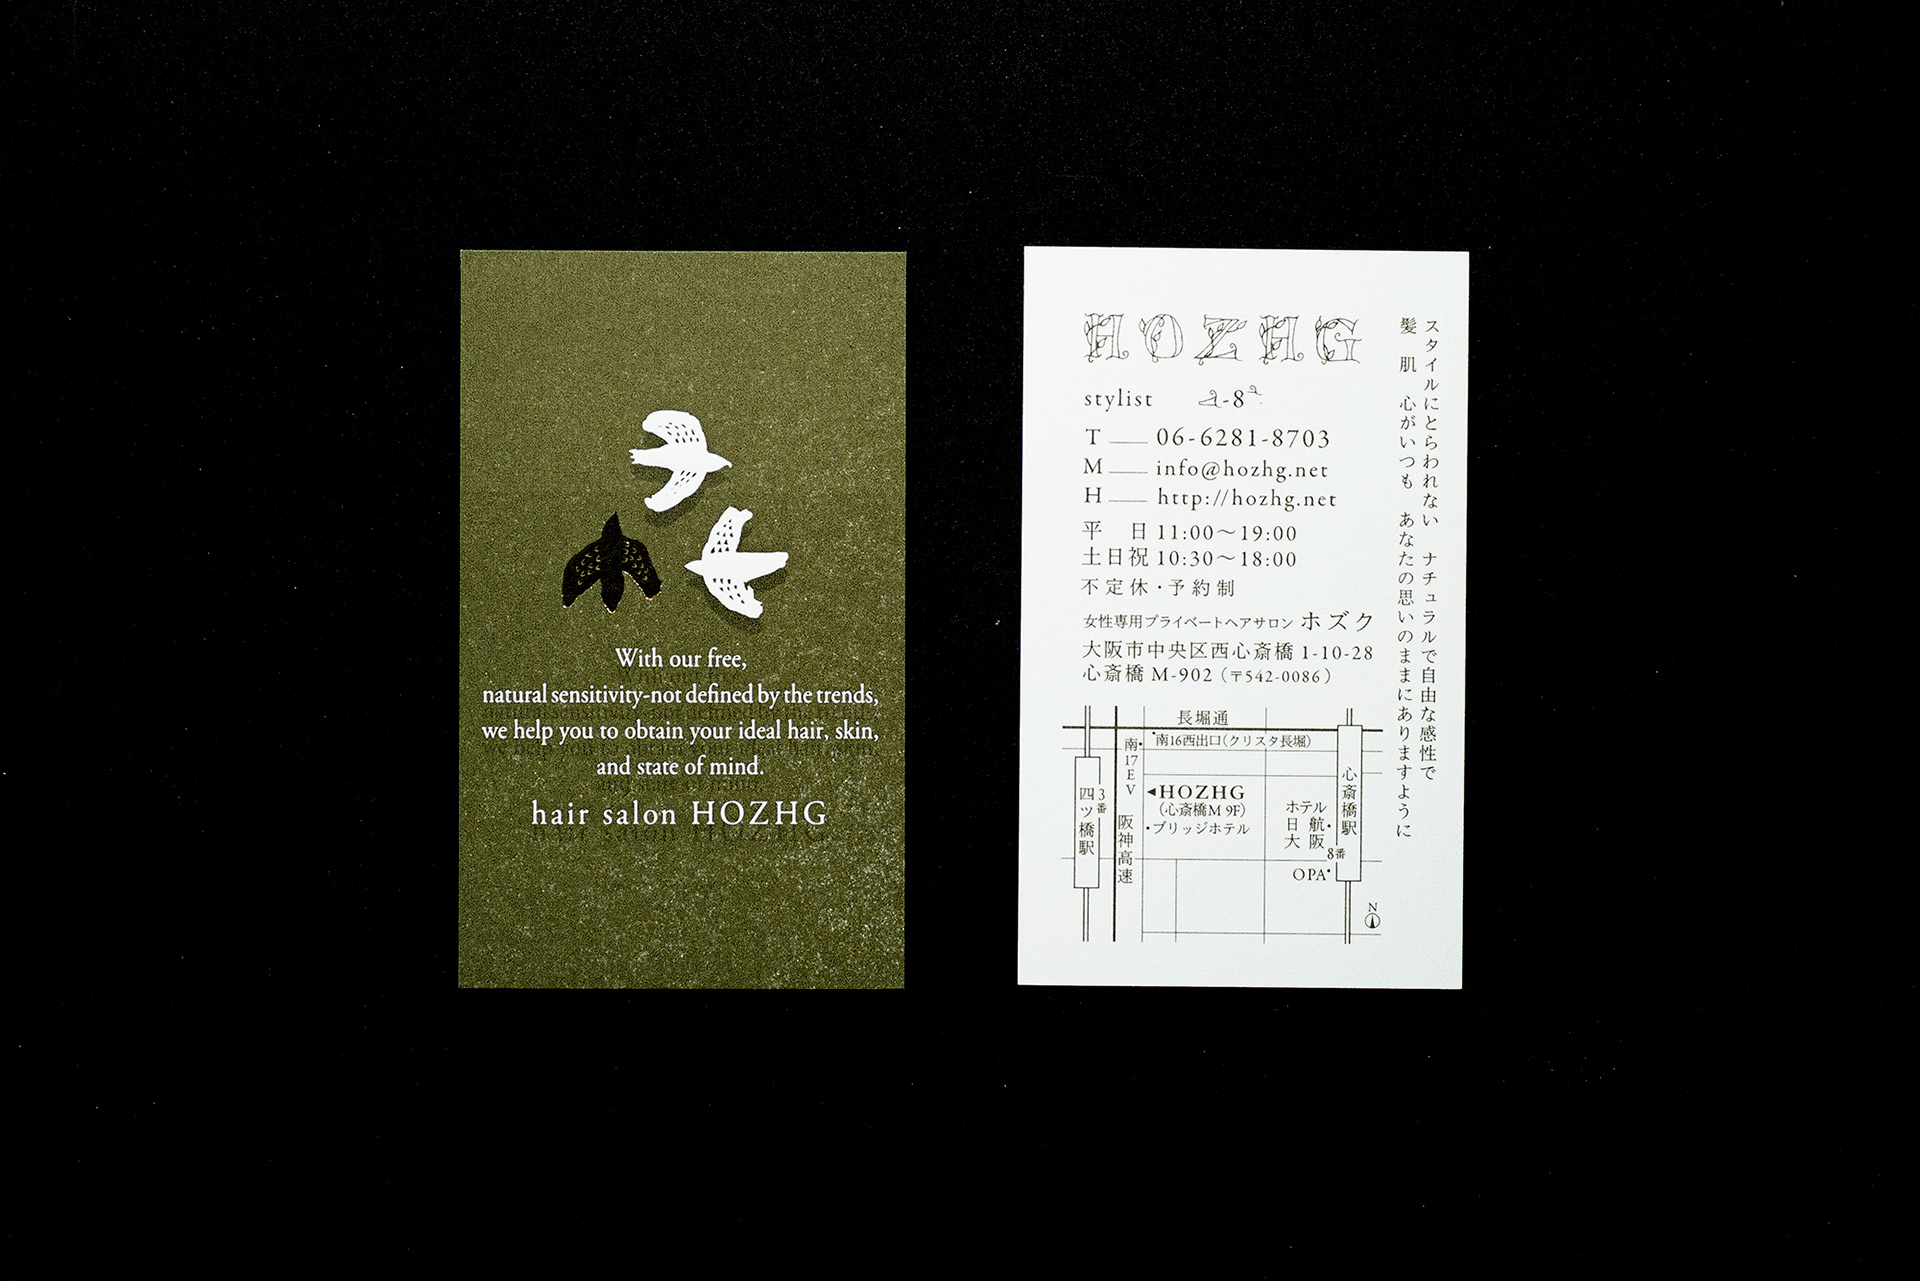 With our free,
natural sensitivity-not defined by the trends,
we help you to obtain your ideal hair, skin,
and state of mind.
hair salon HOZHG
HOZHG
stylist
T 06-6281-8703
M info@hozhg.net
H http://hozhg.net
平 日 11:00〜19:00
土日祝 10:30〜18:00
不定休・予約制
女性専用プライベートヘアサロン ホズク
大阪市中央区西心斎橋 1-10-28
心斎橋 M-902（〒542-0086）
スタイルにとらわれない ナチュラルで自由な感性で
髪 肌 心がいつも あなたの思いのままにありますように
長堀通
南16西出口(クリスタ長堀)
南17EV
◀HOZHG
(心斎橋M 9F)
・ブリッジホテル
阪神高速
3番
四ツ橋駅
ホテル
日航
大阪
心斎橋駅
8番
OPA
N